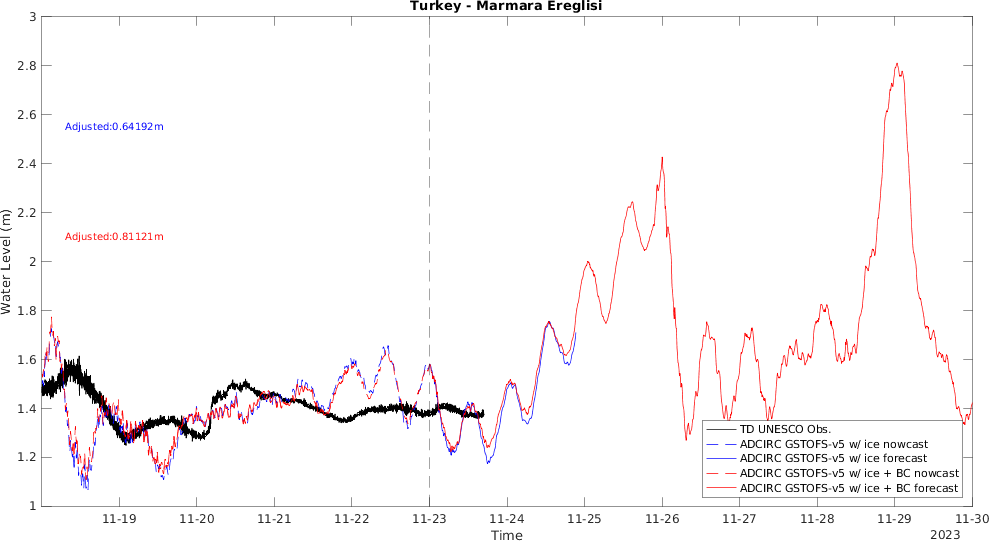 Turkey - Marmara Ereglisi
3
2.8
2.6
2.4
2.2
2
1.8
1.6
1.4
1.2
1
Water Level (m)
Adjusted:0.64192m
Adjusted:0.81121m
TD UNESCO Obs.
ADCIRC GSTOFS-v5 w/ ice nowcast
ADCIRC GSTOFS-v5 w/ ice forecast
ADCIRC GSTOFS-v5 w/ ice + BC nowcast
ADCIRC GSTOFS-v5 w/ ice + BC forecast
11-19 11-20 11-21 11-22 11-23 11-24 11-25 11-26 11-27 11-28 11-29 11-30
Time
2023